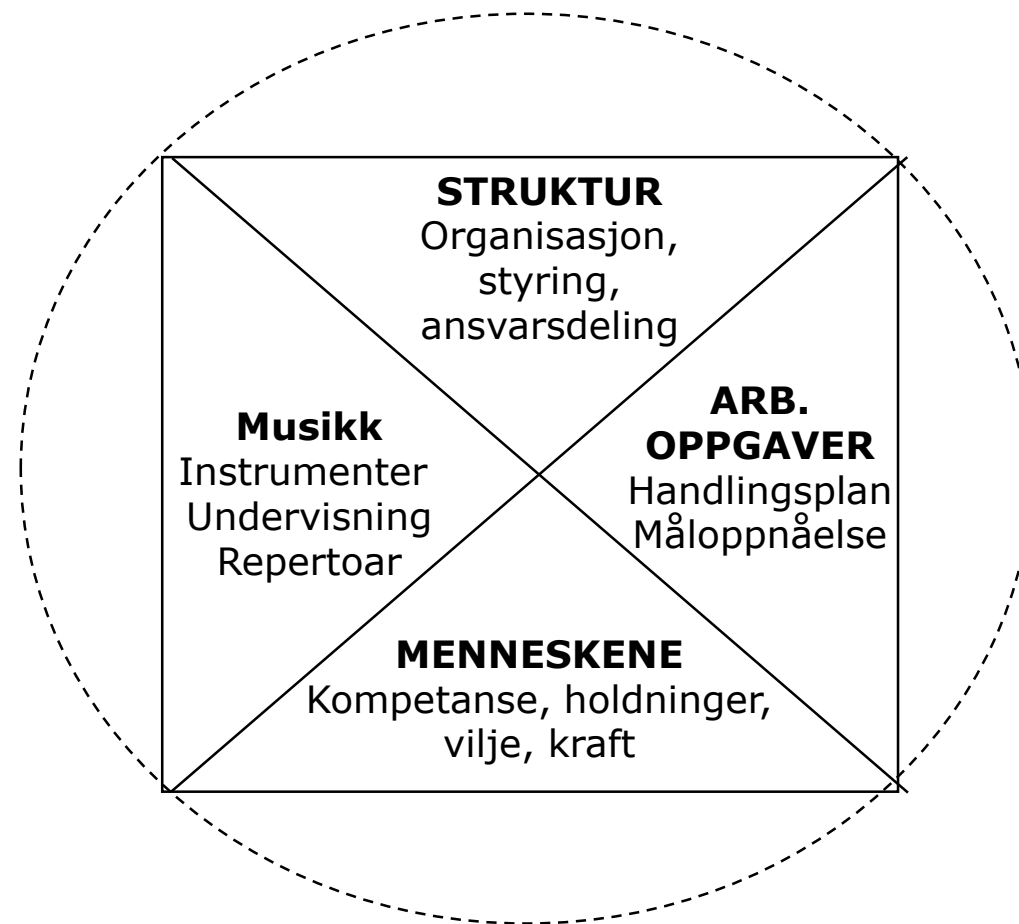 STRUKTUR
Organisasjon,
styring,
ansvarsdeling
Musikk
Instrumenter
Undervisning
Repertoar
ARB.
OPPGAVER
Handlingsplan
Måloppnåelse
MENNESKENE
Kompetanse, holdninger,
vilje, kraft